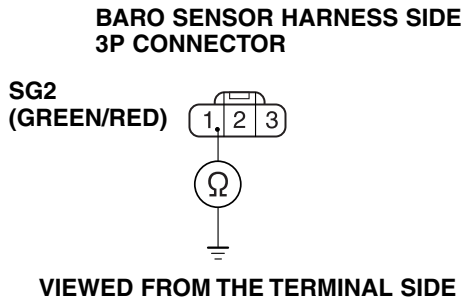 BARO SENSOR HARNESS SIDE
3P CONNECTOR
SG2
(GREEN/RED)
1 2 3
Ω
VIEWED FROM THE TERMINAL SIDE